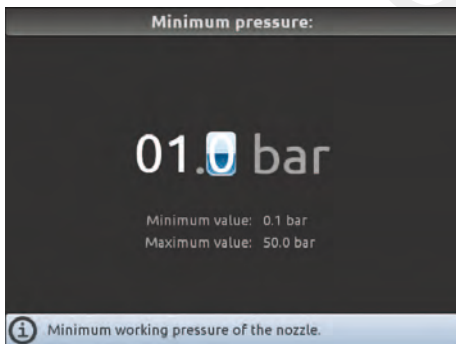 Minimum pressure:
01.0 bar
Minimum value: 0.1 bar
Maximum value: 50.0 bar
Minimum working pressure of the nozzle.